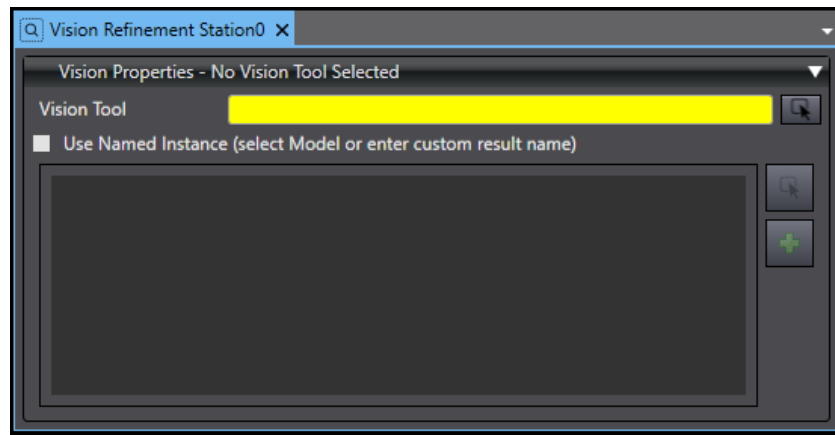 Vision Refinement Station0
Vision Properties - No Vision Tool Selected
Vision Tool
Use Named Instance (select Model or enter custom result name)